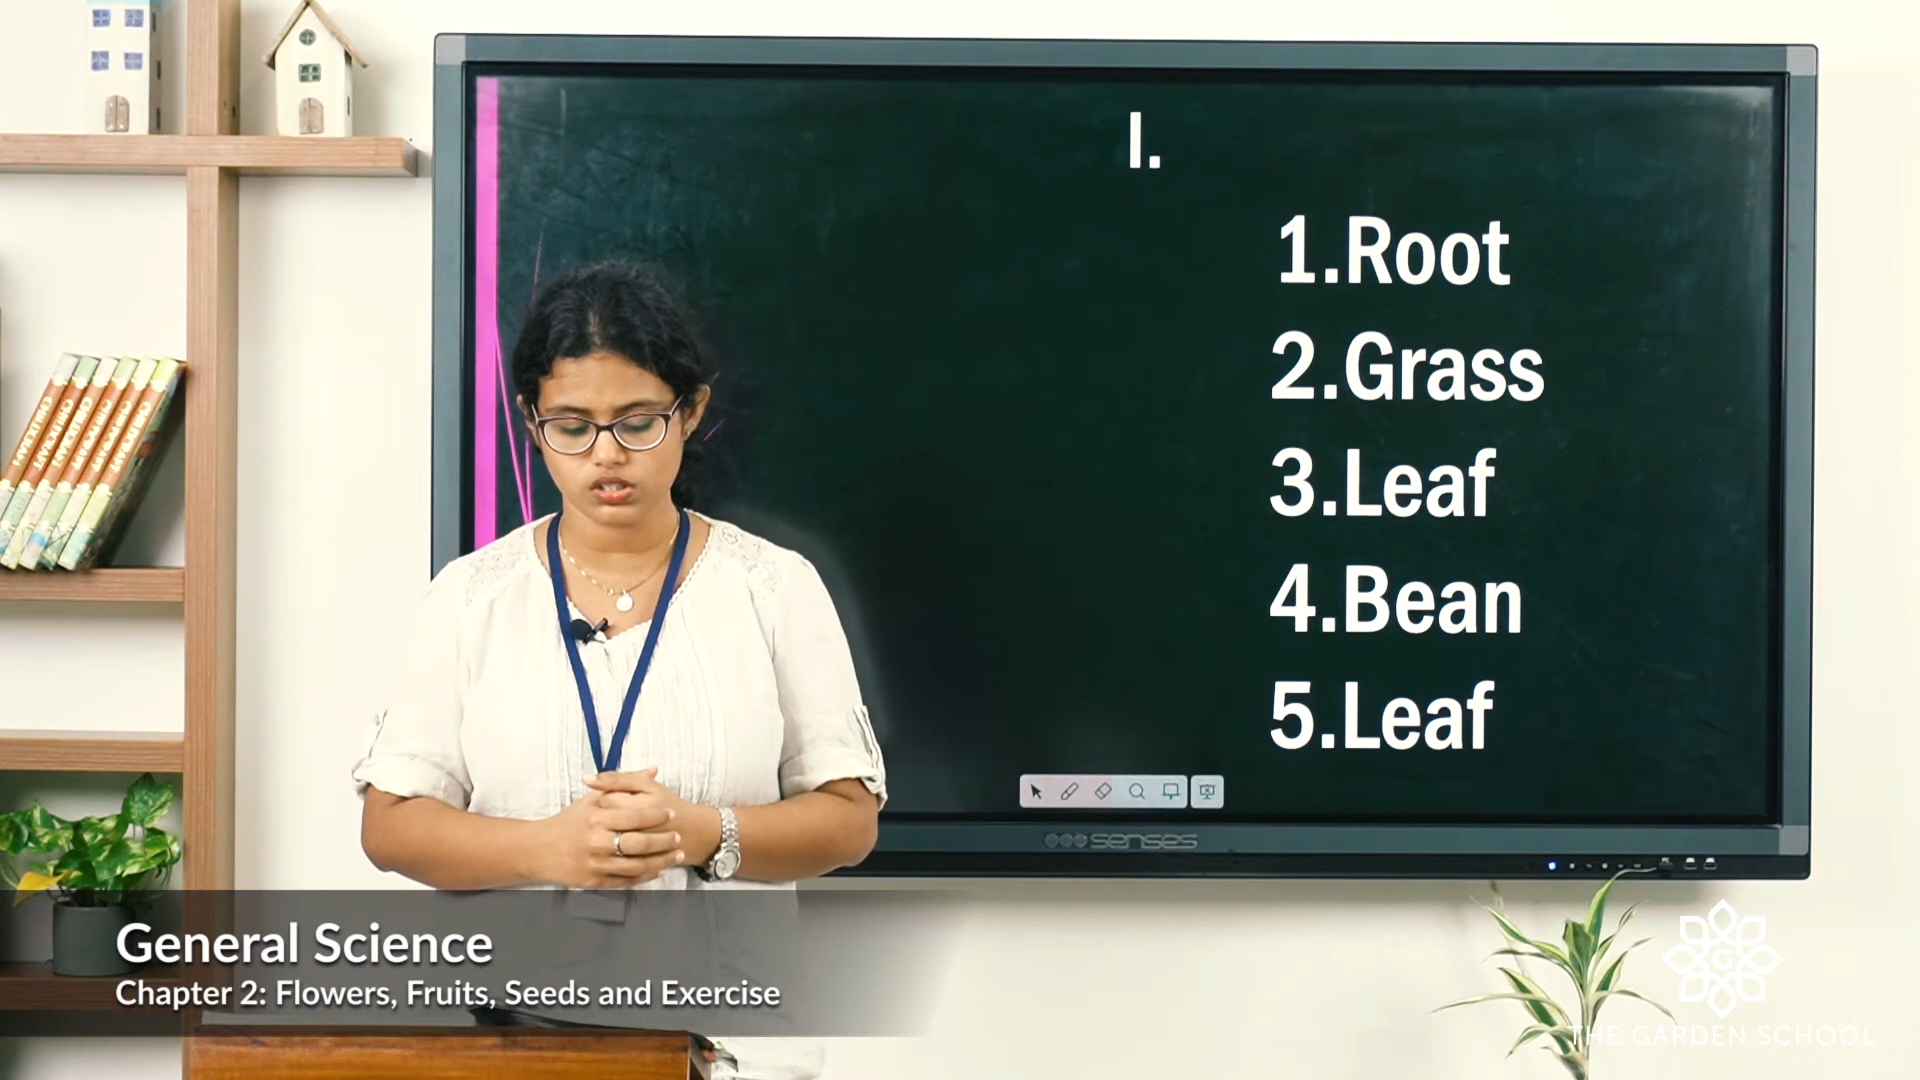 I.
1.Root
2.Grass
3.Leaf
4.Bean
5.Leaf
senses
General Science
Chapter 2: Flowers, Fruits, Seeds and Exercise
G
THE GARDEN SCHOOL